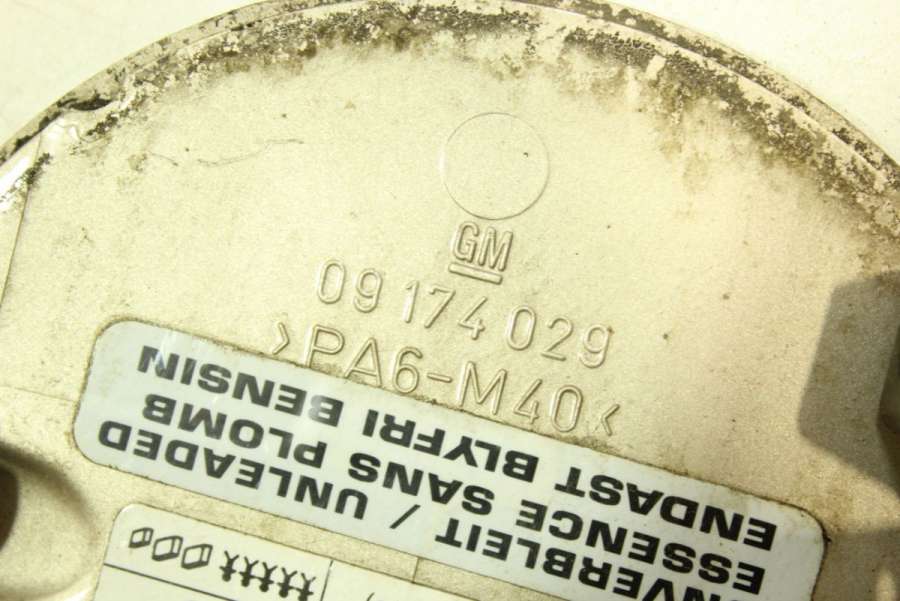 GM
09 174 029
>PA6-M40<
UNVERBLEIT / UNLEADED
ESSENCE SANS PLOMB
ENDAST BLYFRI BENSIN